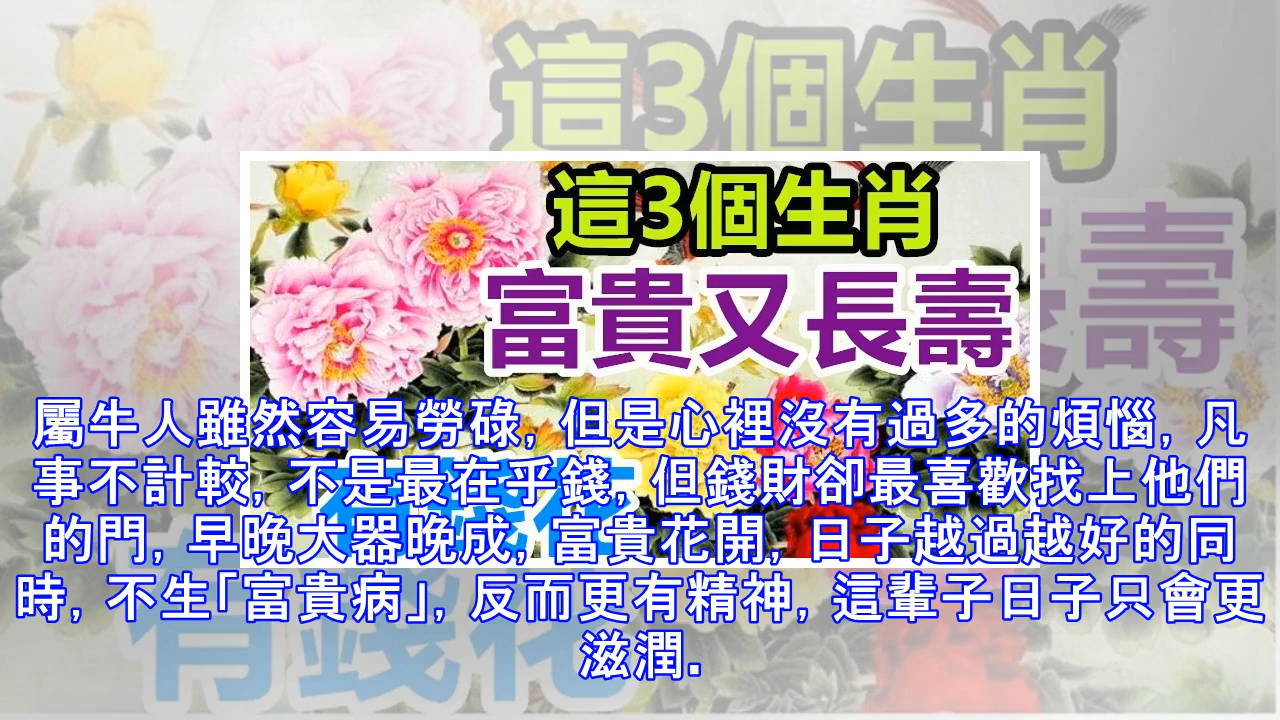 這3個生肖
富貴又長壽
有錢花
屬牛人雖然容易勞碌, 但是心裡沒有過多的煩惱, 凡
事不計較, 不是最在乎錢, 但錢財卻最喜歡找上他們
的門, 早晚大器晚成, 富貴花開, 日子越過越好的同
時, 不生「富貴病」, 反而更有精神, 這輩子日子只會更
滋潤.